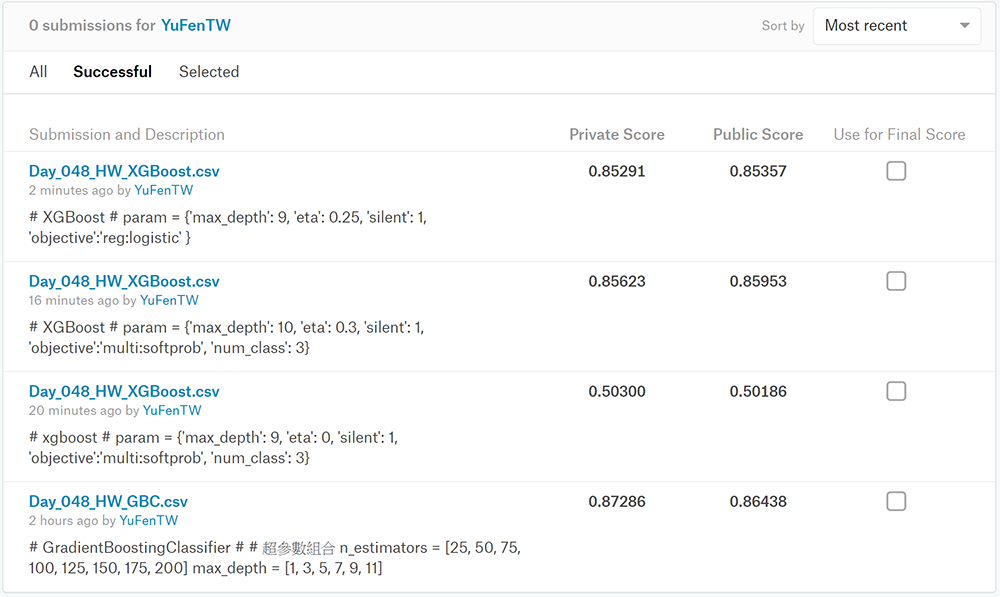 0 submissions for YuFenTW
Sort by Most recent
All Successful Selected
Submission and Description Private Score Public Score Use for Final Score
Day_048_HW_XGBoost.csv 0.85291 0.85357
2 minutes ago by YuFenTW
# XGBoost # param = {'max_depth': 9, 'eta': 0.25, 'silent': 1,
'objective':'reg:logistic' }
Day_048_HW_XGBoost.csv 0.85623 0.85953
16 minutes ago by YuFenTW
# XGBoost # param = {'max_depth': 10, 'eta': 0.3, 'silent': 1,
'objective':'multi:softprob', 'num_class': 3}
Day_048_HW_XGBoost.csv 0.50300 0.50186
20 minutes ago by YuFenTW
# xgboost # param = {'max_depth': 9, 'eta': 0, 'silent': 1,
'objective':'multi:softprob', 'num_class': 3}
Day_048_HW_GBC.csv 0.87286 0.86438
2 hours ago by YuFenTW
# GradientBoostingClassifier # # 超參數組合 n_estimators = [25, 50, 75,
100, 125, 150, 175, 200] max_depth = [1, 3, 5, 7, 9, 11]